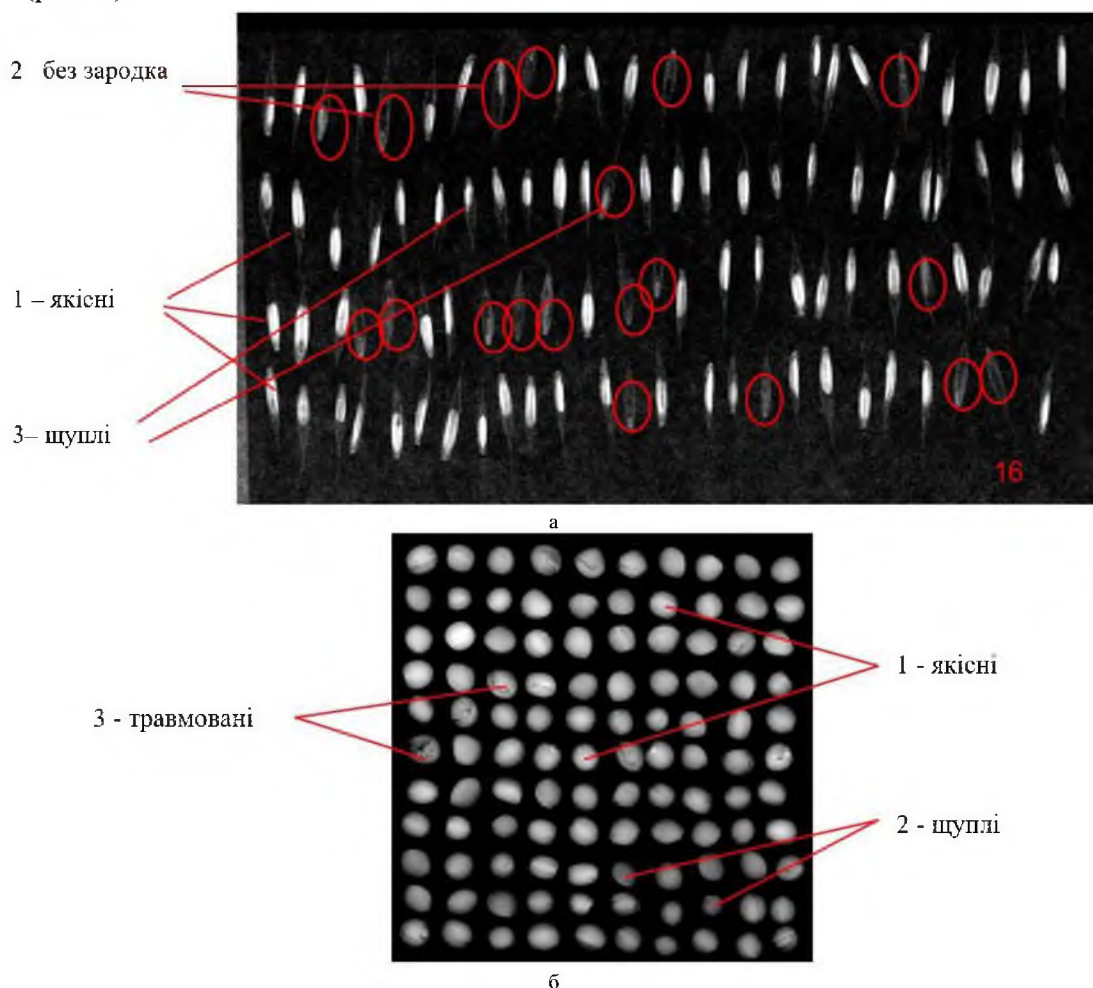 2 без зародка
1 – якісні
3– щуплі
16
а
1 - якісні
3 - травмовані
2 - щуплі
б